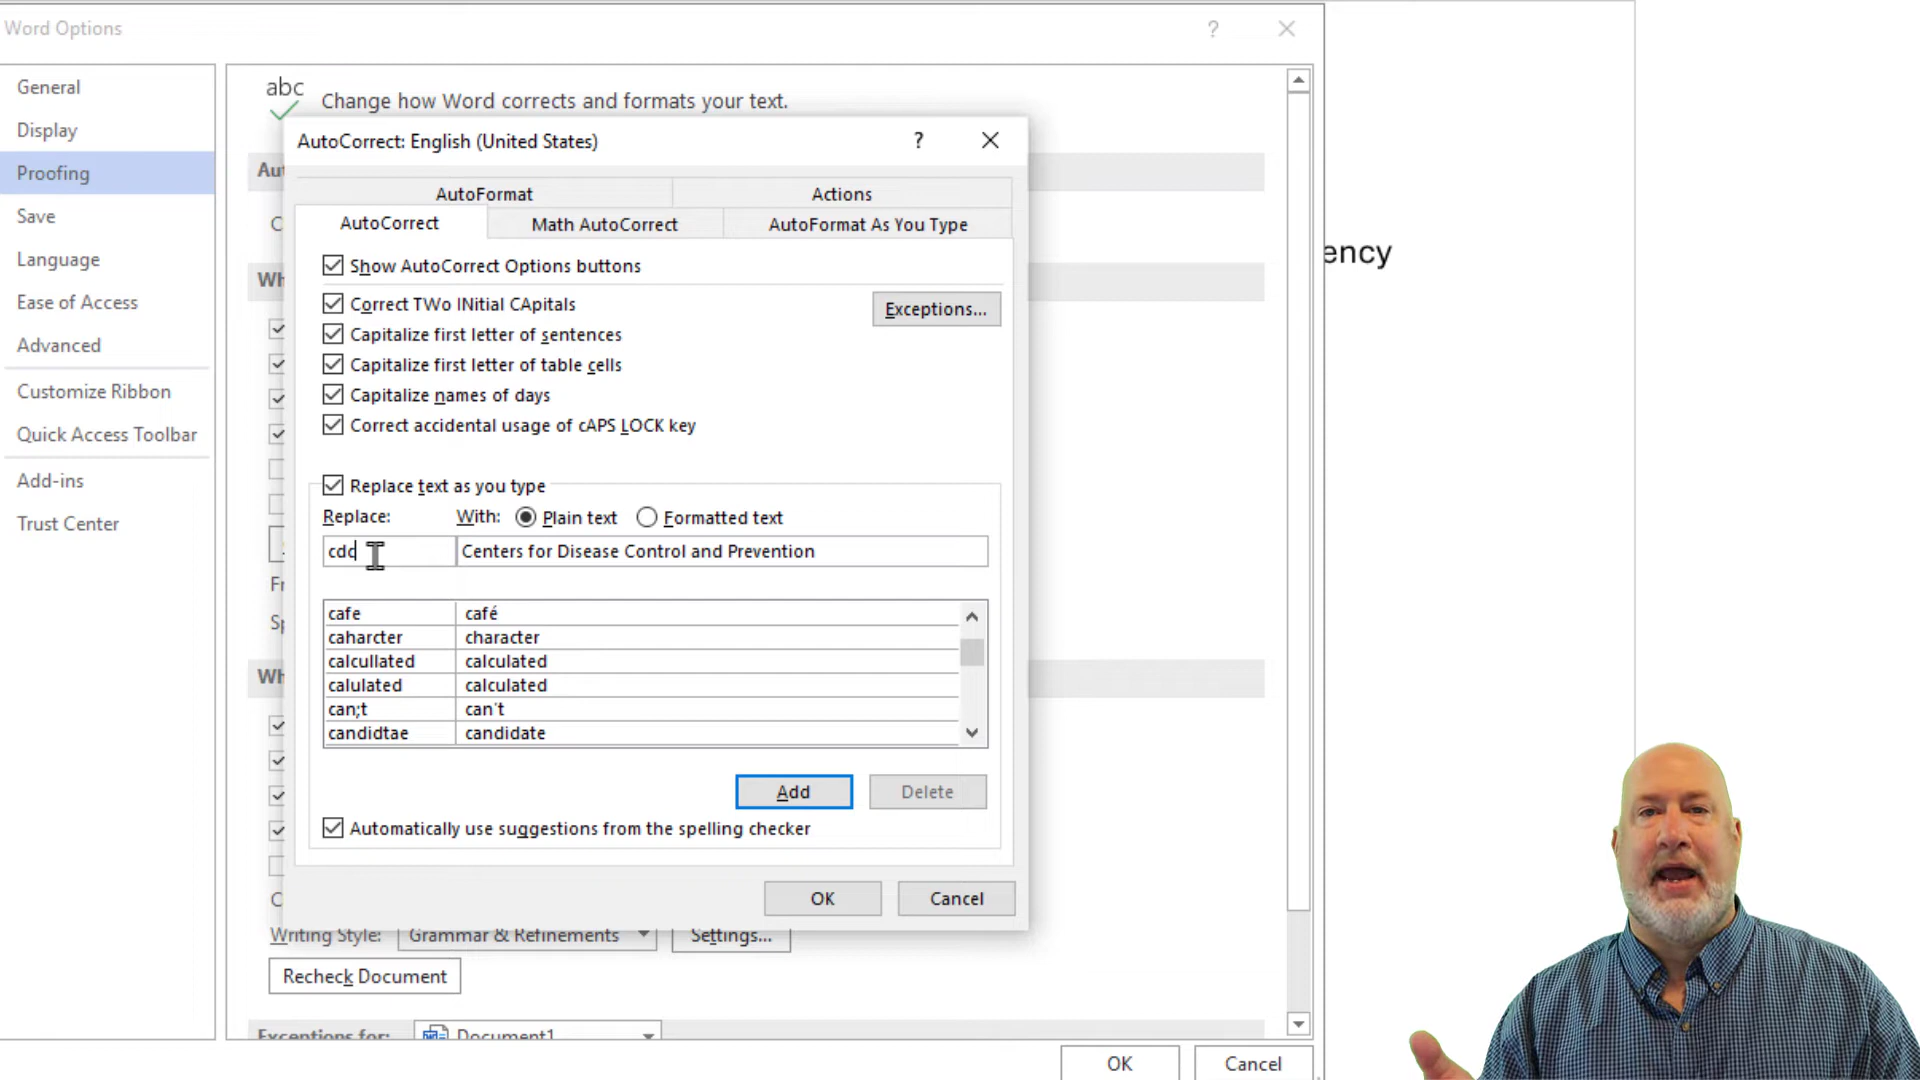 Word Options
?
General
Display
Proofing
Save
Language
Ease of Access
Advanced
Customize Ribbon
Quick Access Toolbar
Add-ins
Trust Center
abc
Change how Word corrects and formats your text.
AutoCorrect: English (United States)
?
AutoFormat Actions
AutoCorrect Math AutoCorrect AutoFormat As You Type
Show AutoCorrect Options buttons
Correct TWo INitial CApitals
Exceptions...
Capitalize first letter of sentences
Capitalize first letter of table cells
Capitalize names of days
Correct accidental usage of cAPS LOCK key
Replace text as you type
Replace: With: Plain text Formatted text
cdc Centers for Disease Control and Prevention
cafe café
caharcter character
calcullated calculated
calulated calculated
can;t can't
candidtae candidate
Add Delete
Automatically use suggestions from the spelling checker
OK Cancel
Writing Style: Grammar & Refinements Settings...
Recheck Document
Exceptions for: Document1
OK Cancel
ency